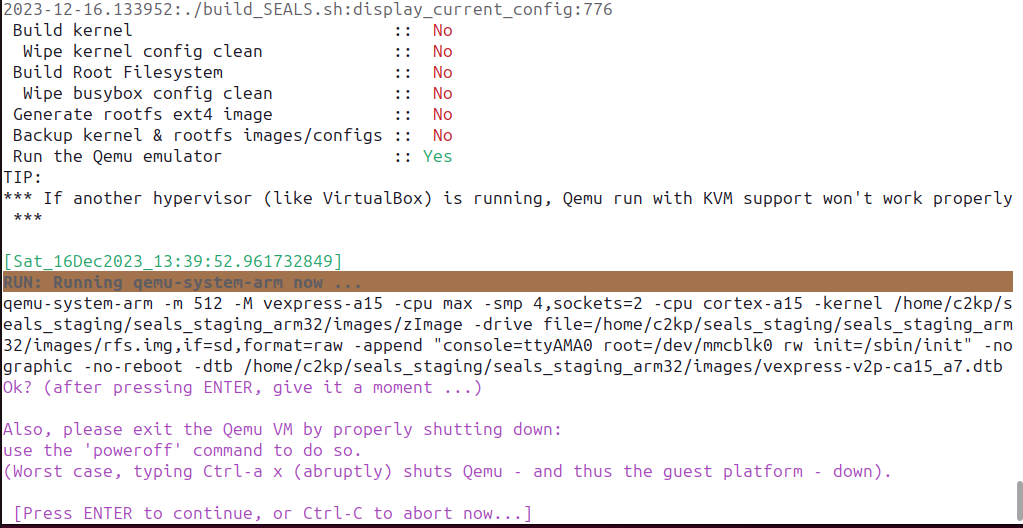 2023-12-16.133952:./build_SEALS.sh:display_current_config:776
 Build kernel                          ::  No
  Wipe kernel config clean             ::  No
 Build Root Filesystem                 ::  No
  Wipe busybox config clean            ::  No
 Generate rootfs ext4 image            ::  No
 Backup kernel & rootfs images/configs ::  No
 Run the Qemu emulator                 :: Yes
TIP:
*** If another hypervisor (like VirtualBox) is running, Qemu run with KVM support won't work properly
 ***
[Sat_16Dec2023_13:39:52.961732849]
RUN: Running qemu-system-arm now ...
qemu-system-arm -m 512 -M vexpress-a15 -cpu max -smp 4,sockets=2 -cpu cortex-a15 -kernel /home/c2kp/s
eals_staging/seals_staging_arm32/images/zImage -drive file=/home/c2kp/seals_staging/seals_staging_arm
32/images/rfs.img,if=sd,format=raw -append "console=ttyAMA0 root=/dev/mmcblk0 rw init=/sbin/init" -no
graphic -no-reboot -dtb /home/c2kp/seals_staging/seals_staging_arm32/images/vexpress-v2p-ca15_a7.dtb
Ok? (after pressing ENTER, give it a moment ...)
Also, please exit the Qemu VM by properly shutting down:
use the 'poweroff' command to do so.
(Worst case, typing Ctrl-a x (abruptly) shuts Qemu - and thus the guest platform - down).
 [Press ENTER to continue, or Ctrl-C to abort now...]